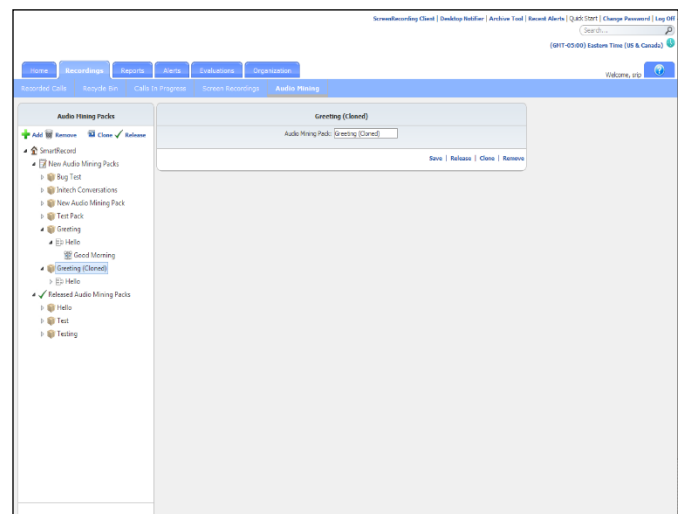 ScreenRecording Client | Desktop Notifier | Archive Tool | Recent Alerts | Quick Start | Change Password | Log Off
Search...
(GMT-05:00) Eastern Time (US & Canada)
Home Recordings Reports Alerts Evaluations Organization
Welcome, srip
Recorded Calls Recycle Bin Calls In Progress Screen Recordings Audio Mining
Audio Mining Packs
Add Remove Clone Release
SmartRecord
New Audio Mining Packs
Bug Test
Initech Conversations
New Audio Mining Pack
Test Pack
Greeting
Hello
Good Morning
Greeting (Cloned)
Hello
Released Audio Mining Packs
Hello
Test
Testing
Greeting (Cloned)
Audio Mining Pack: Greeting (Cloned)
Save | Release | Clone | Remove